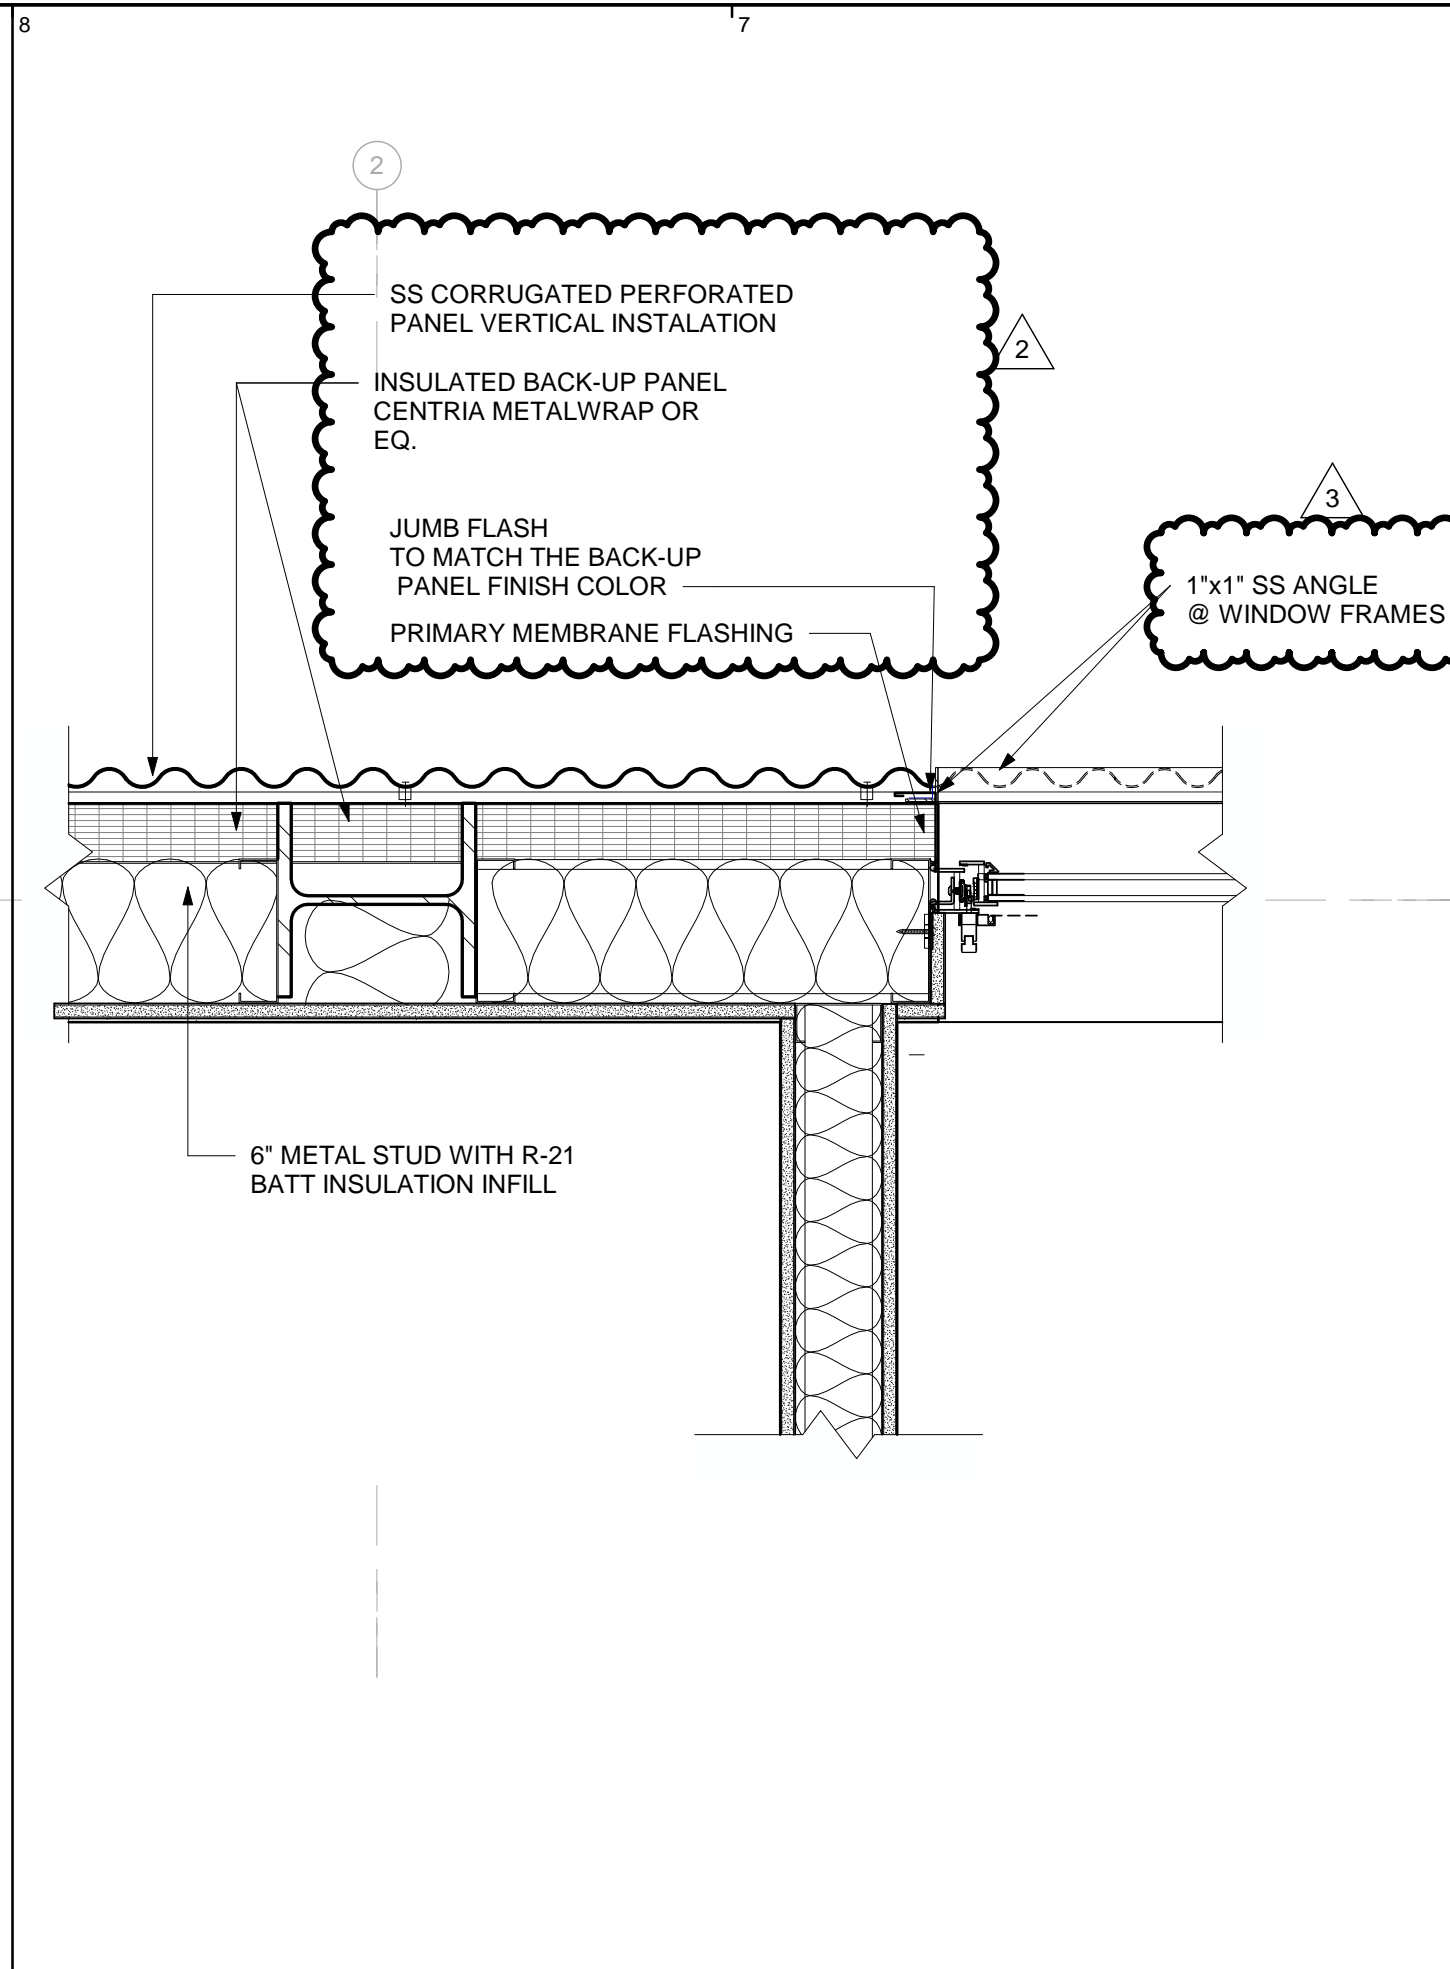 8
7
2
SS CORRUGATED PERFORATED
PANEL VERTICAL INSTALATION
2
INSULATED BACK-UP PANEL
CENTRIA METALWRAP OR
EQ.
3
JUMB FLASH
TO MATCH THE BACK-UP
PANEL FINISH COLOR
1"x1" SS ANGLE
@ WINDOW FRAMES
PRIMARY MEMBRANE FLASHING
6" METAL STUD WITH R-21
BATT INSULATION INFILL